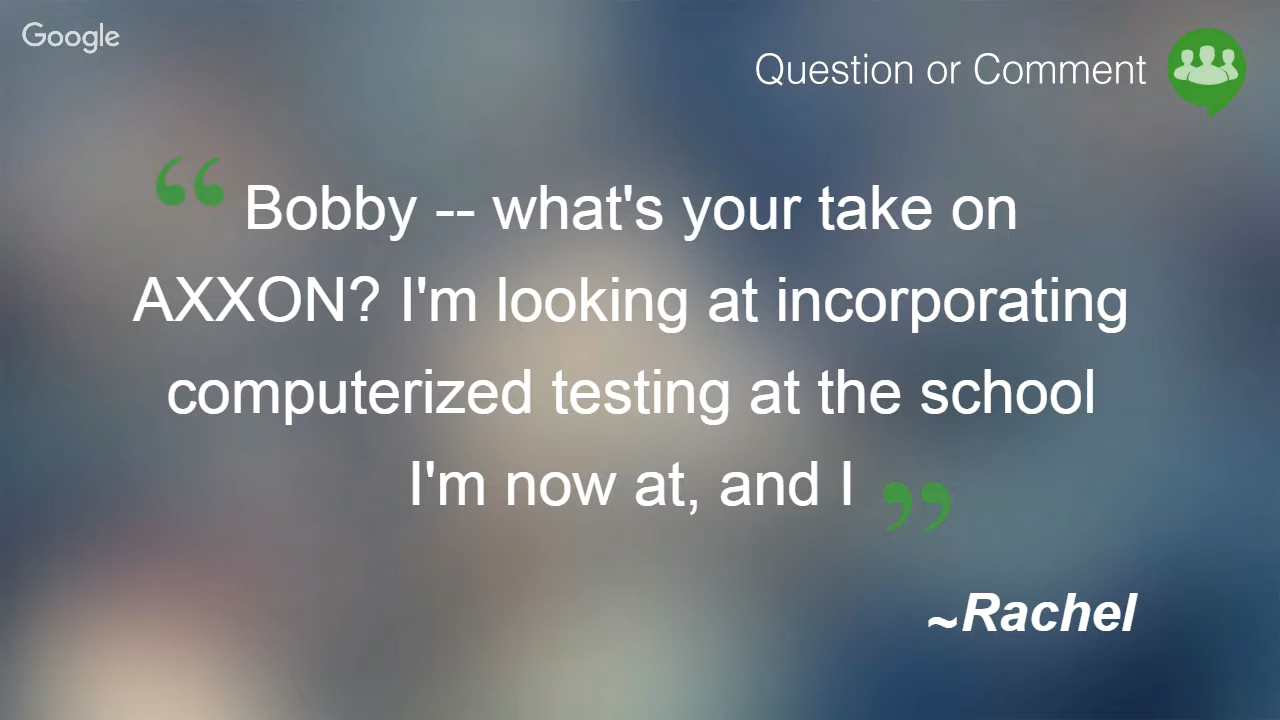 Google
Question or Comment
“ Bobby -- what's your take on
AXXON? I'm looking at incorporating
computerized testing at the school
I'm now at, and I ”
~Rachel